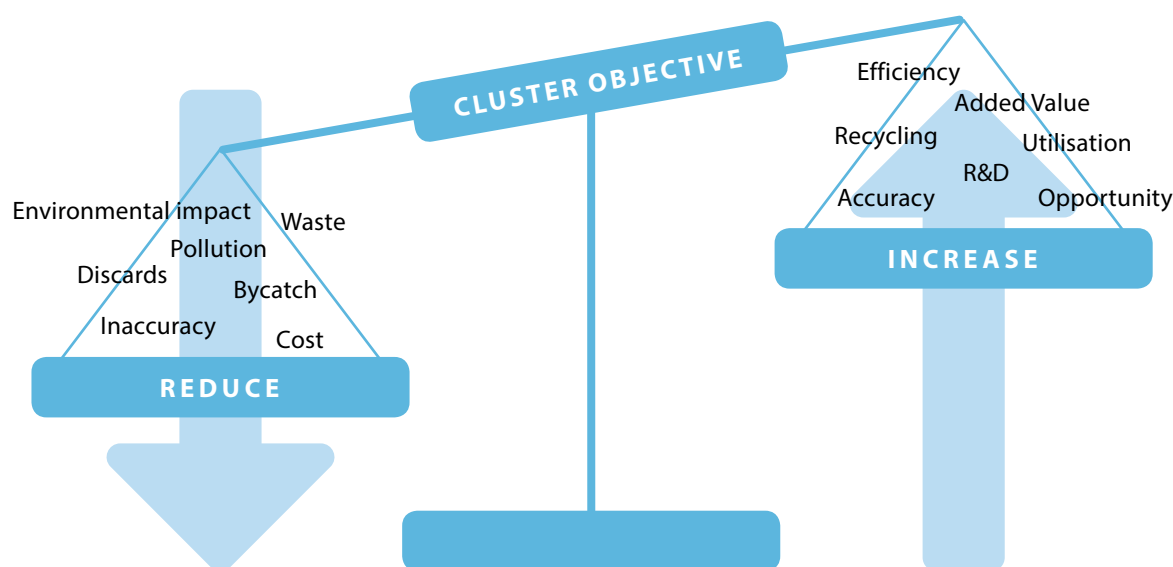 CLUSTER OBJECTIVE
Efficiency
Added Value
Recycling
Utilisation
R&D
Accuracy
Opportunity
INCREASE
Environmental impact
Waste
Pollution
Discards
Bycatch
Inaccuracy
Cost
REDUCE